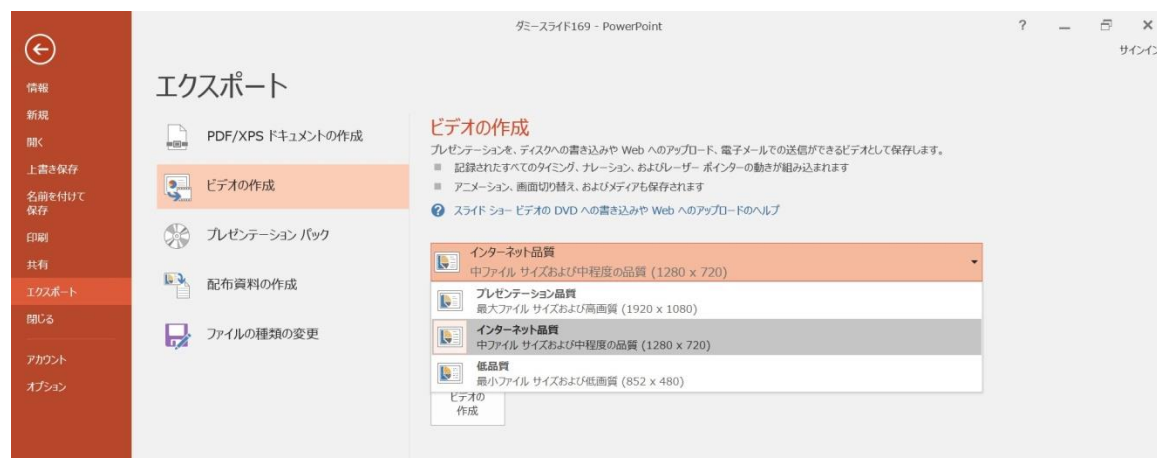 ダミースライド169 - PowerPoint
?
サインイン
情報
新規
開く
上書き保存
名前を付けて
保存
印刷
共有
エクスポート
閉じる
アカウント
オプション
エクスポート
PDF/XPS ドキュメントの作成
ビデオの作成
プレゼンテーション パック
配布資料の作成
ファイルの種類の変更
ビデオの作成
プレゼンテーションを、ディスクへの書き込みや Web へのアップロード、電子メールでの送信ができるビデオとして保存します。
記録されたすべてのタイミング、ナレーション、およびレーザー ポインターの動きが組み込まれます
アニメーション、画面切り替え、およびメディアも保存されます
スライド ショー ビデオの DVD への書き込みや Web へのアップロードのヘルプ
インターネット品質
中ファイル サイズおよび中程度の品質 (1280 x 720)
プレゼンテーション品質
最大ファイル サイズおよび高画質 (1920 x 1080)
インターネット品質
中ファイル サイズおよび中程度の品質 (1280 x 720)
低品質
最小ファイル サイズおよび低画質 (852 x 480)
ビデオの
作成